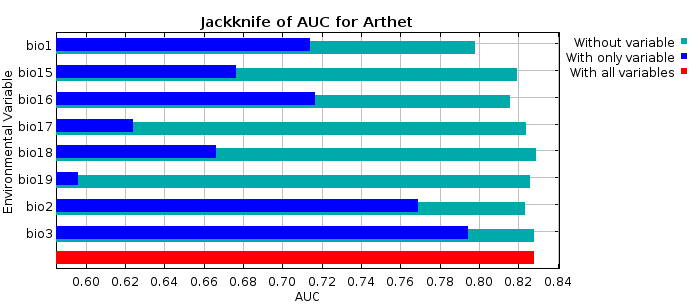 Jackknife of AUC for Arthet
Environmental Variable
bio1
bio15
bio16
bio17
bio18
bio19
bio2
bio3
0.60 0.62 0.64 0.66 0.68 0.70 0.72 0.74 0.76 0.78 0.80 0.82 0.84
AUC
Without variable
With only variable
With all variables